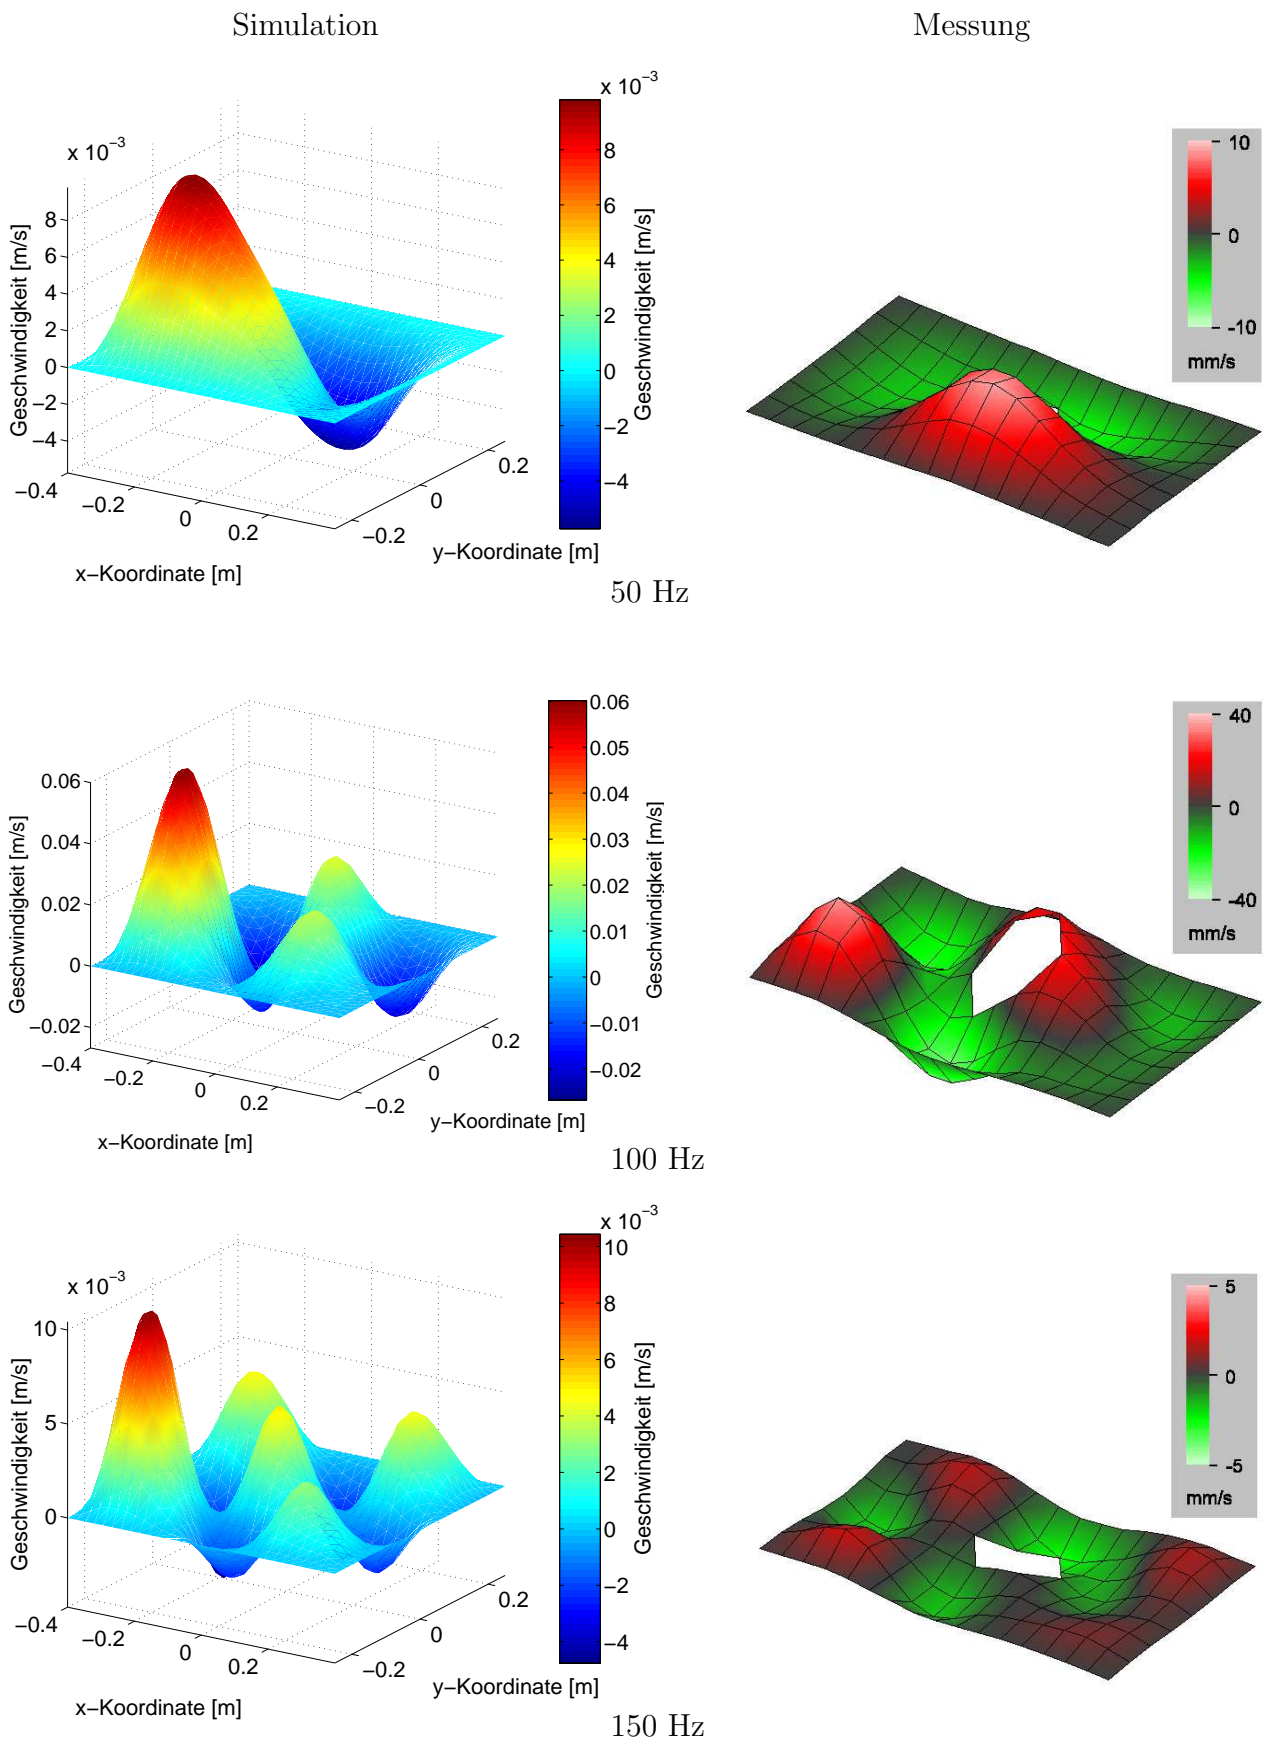 Simulation
Messung
x 10−3
8
6
4
2
0
−2
−4
Geschwindigkeit [m/s]
−0.4
−0.2
0
0.2
x−Koordinate [m]
−0.2
0
0.2
y−Koordinate [m]
x 10−3
8
6
4
2
0
−2
−4
Geschwindigkeit [m/s]
10
0
-10
mm/s
50 Hz
0.06
0.04
0.02
0
−0.02
Geschwindigkeit [m/s]
−0.4
−0.2
0
0.2
x−Koordinate [m]
−0.2
0
0.2
y−Koordinate [m]
0.06
0.05
0.04
0.03
0.02
0.01
0
−0.01
−0.02
Geschwindigkeit [m/s]
40
0
-40
mm/s
100 Hz
x 10−3
10
5
0
Geschwindigkeit [m/s]
−0.4
−0.2
0
0.2
x−Koordinate [m]
−0.2
0
0.2
y−Koordinate [m]
x 10−3
10
8
6
4
2
0
−2
−4
Geschwindigkeit [m/s]
5
0
-5
mm/s
150 Hz